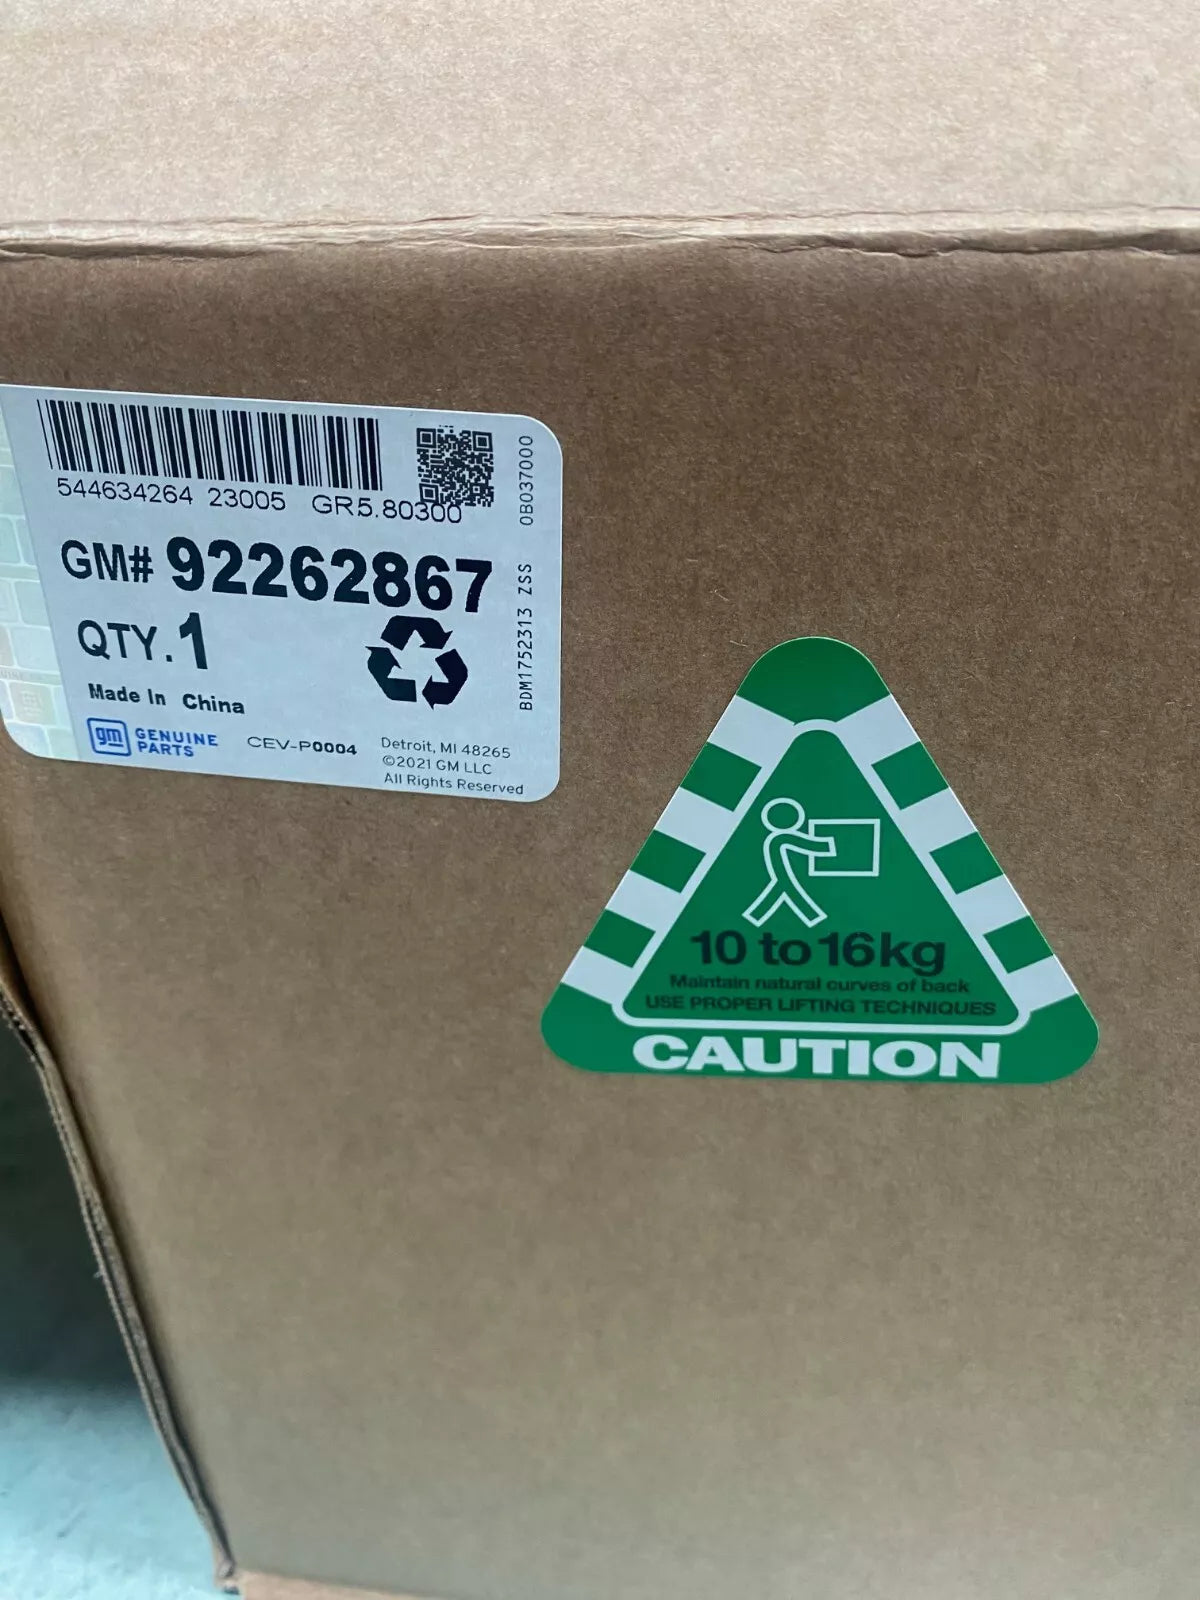 544634264 23005 GR5.80300
GM# 92262867
QTY. 1
Made In China
gm GENUINE
PARTS
CEV-P0004
Detroit, MI 48265
©2021 GM LLC
All Rights Reserved
BDM1752313 ZSS 0B037000
10 to 16kg
Maintain natural curves of back
USE PROPER LIFTING TECHNIQUES
CAUTION